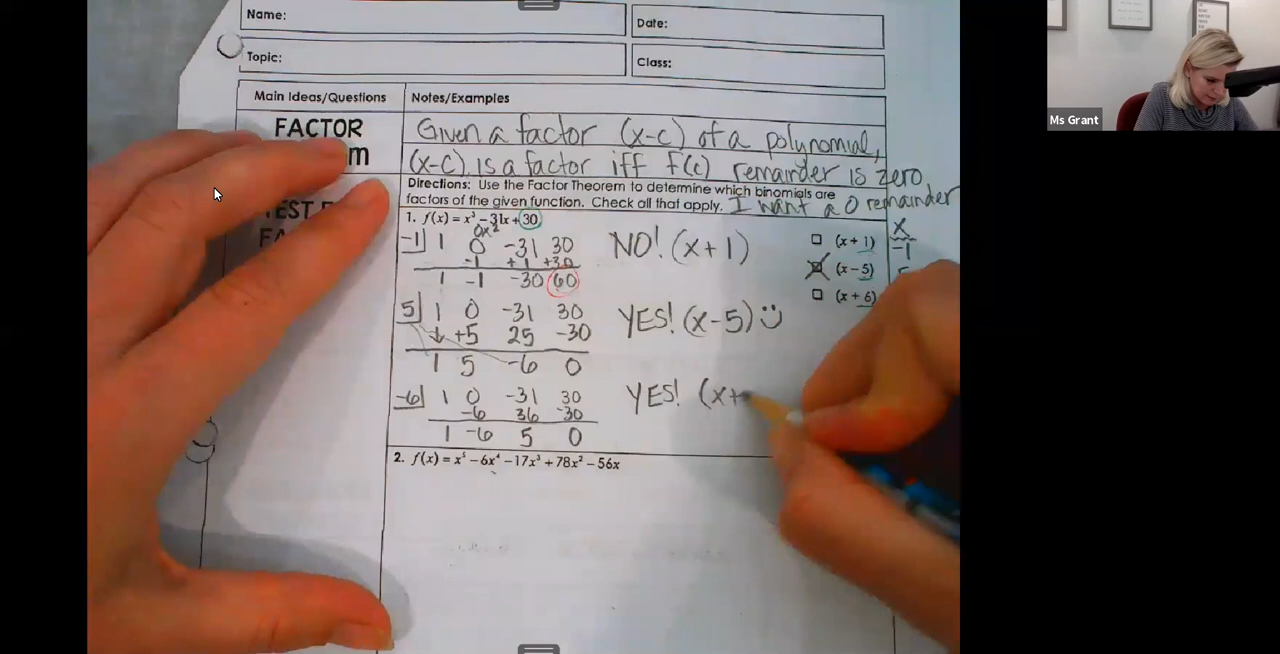 Name:
Date:
Topic:
Class:
Main Ideas/Questions
Notes/Examples
FACTOR
Given a factor (x-c) of a polynomial,
(x-c) is a factor iff f(c) remainder is zero
Directions: Use the Factor Theorem to determine which binomials are
factors of the given function. Check all that apply. I want a 0 remainder
1. f(x) = x³ – 31x + 30
0x²
-1| 1 0 -31 30
-1 +1 +30
1 -1 -30 60
NO! (x+1)
(x + 1)
(x – 5)
(x + 6)
x
-1
5| 1 0 -31 30
↓ +5 25 -30
1 5 -6 0
YES! (x-5)
-6| 1 0 -31 30
-6 36 -30
1 -6 5 0
YES! (x+
2. f(x) = x⁵ – 6x⁴ – 17x³ + 78x² – 56x
Ms Grant